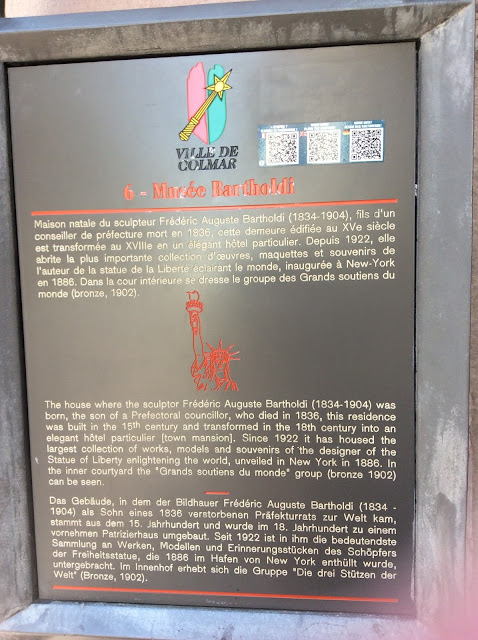 VILLE DE
COLMAR
6 - Musée Bartholdi
Maison natale du sculpteur Frédéric Auguste Bartholdi (1834-1904), fils d'un
conseiller de préfecture mort en 1836, cette demeure édifiée au XVe siècle
est transformée au XVIIIe en un élégant hôtel particulier. Depuis 1922, elle
abrite la plus importante collection d'œuvres, maquettes et souvenirs de
l'auteur de la statue de la Liberté éclairant le monde, inaugurée à New-York
en 1886. Dans la cour intérieure se dresse le groupe des Grands soutiens du
monde (bronze, 1902).
The house where the sculptor Frédéric Auguste Bartholdi (1834-1904) was
born, the son of a Prefectoral councillor, who died in 1836, this residence
was built in the 15th century and transformed in the 18th century into an
elegant hôtel particulier [town mansion]. Since 1922 it has housed the
largest collection of works, models and souvenirs of the designer of the
Statue of Liberty enlightening the world, unveiled in New York in 1886. In
the inner courtyard the "Grands soutiens du monde" group (bronze 1902)
can be seen.
Das Gebäude, in dem der Bildhauer Frédéric Auguste Bartholdi (1834 -
1904) als Sohn eines 1836 verstorbenen Präfekturrats zur Welt kam,
stammt aus dem 15. Jahrhundert und wurde im 18. Jahrhundert zu einem
vornehmen Patrizierhaus umgebaut. Seit 1922 ist in ihm die bedeutendste
Sammlung an Werken, Modellen und Erinnerungsstücken des Schöpfers
der Freiheitsstatue, die 1886 im Hafen von New York enthüllt wurde,
untergebracht. Im Innenhof erhebt sich die Gruppe "Die drei Stützen der
Welt" (Bronze, 1902).